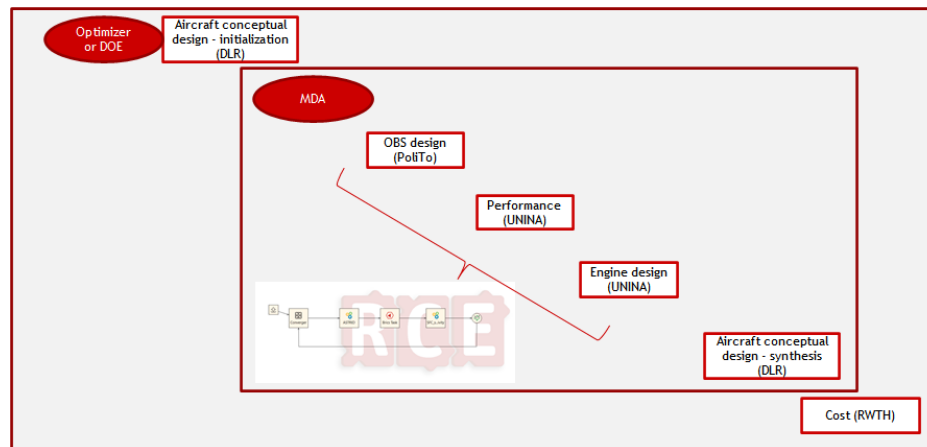 Optimizer
or DOE
Aircraft conceptual
design - initialization
(DLR)
MDA
OBS design
(PoliTo)
Performance
(UNINA)
Engine design
(UNINA)
RCE
Converger
Aircraft conceptual
design - synthesis
(DLR)
Cost (RWTH)